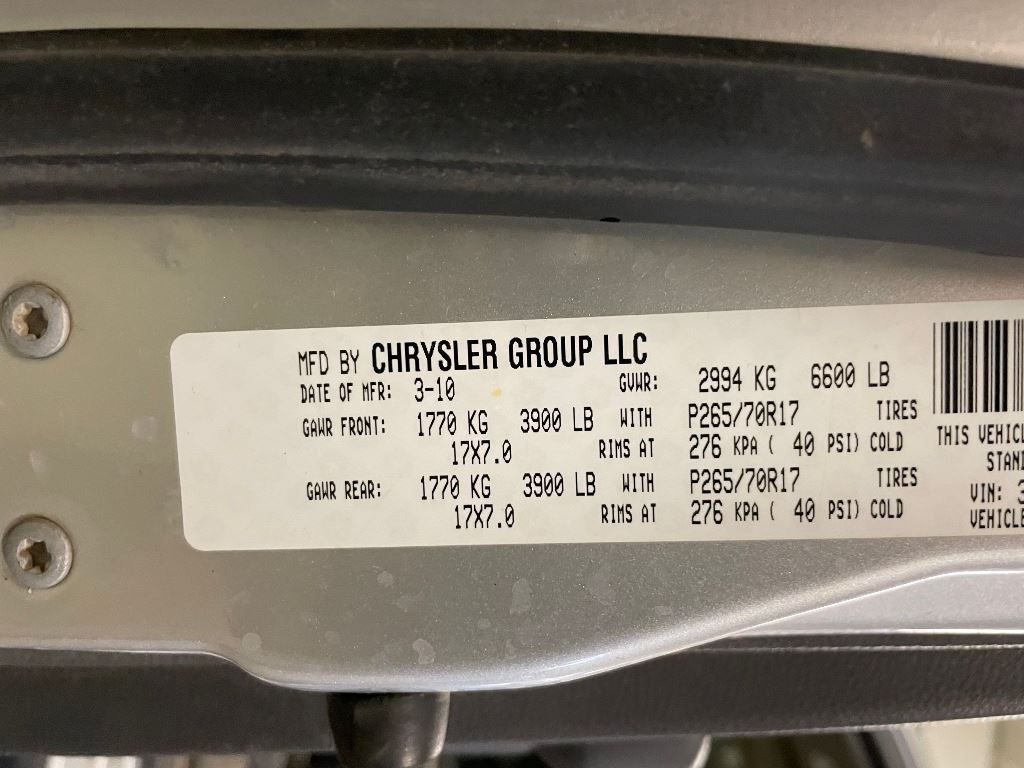 MFD BY CHRYSLER GROUP LLC
DATE OF MFR: 3-10 GVWR: 2994 KG 6600 LB
GAWR FRONT: 1770 KG 3900 LB WITH P265/70R17 TIRES
17X7.0 RIMS AT 276 KPA ( 40 PSI) COLD
GAWR REAR: 1770 KG 3900 LB WITH P265/70R17 TIRES
17X7.0 RIMS AT 276 KPA ( 40 PSI) COLD
THIS VEHICL
STAN
VIN: 3
VEHICLE